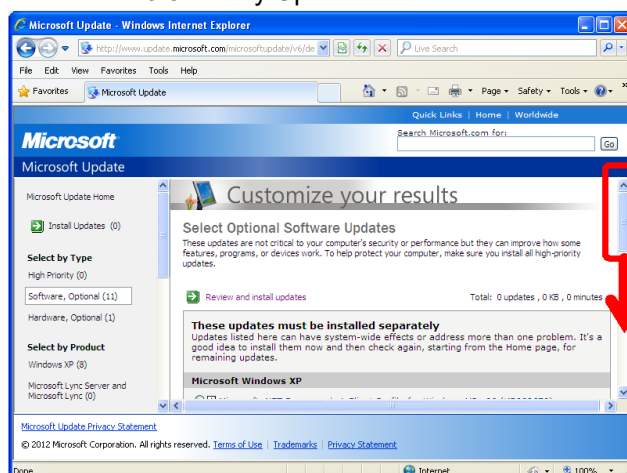 Microsoft Update - Windows Internet Explorer
http://www.update.microsoft.com/microsoftupdate/v6/de
Live Search
File Edit View Favorites Tools Help
Favorites Microsoft Update Page Safety Tools
Quick Links | Home | Worldwide
Search Microsoft.com for:
Microsoft
Go
Microsoft Update
Microsoft Update Home
Install Updates (0)
Select by Type
High Priority (0)
Software, Optional (11)
Hardware, Optional (1)
Select by Product
Windows XP (8)
Microsoft Lync Server and
Microsoft Lync (0)
Customize your results
Select Optional Software Updates
These updates are not critical to your computer's security or performance but they can improve how some
features, programs, or devices work. To help protect your computer, make sure you install all high-priority
updates.
Review and install updates Total: 0 updates , 0 KB , 0 minutes
These updates must be installed separately
Updates listed here can have system-wide effects or address more than one problem. It's a
good idea to install them now and then check again, starting from the Home page, for
remaining updates.
Microsoft Windows XP
Microsoft Update Privacy Statement
© 2012 Microsoft Corporation. All rights reserved. Terms of Use | Trademarks | Privacy Statement
Done Internet 100%